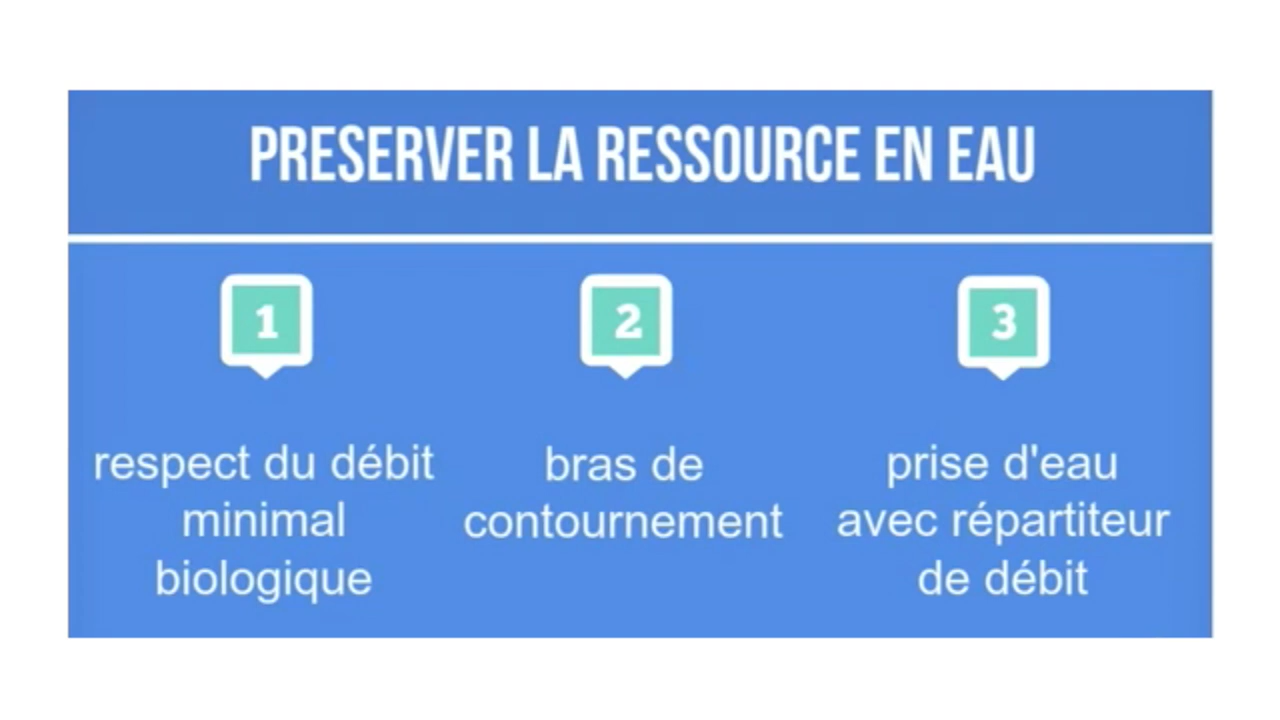 PRESERVER LA RESSOURCE EN EAU
1
respect du débit
minimal
biologique
2
bras de
contournement
3
prise d'eau
avec répartiteur
de débit